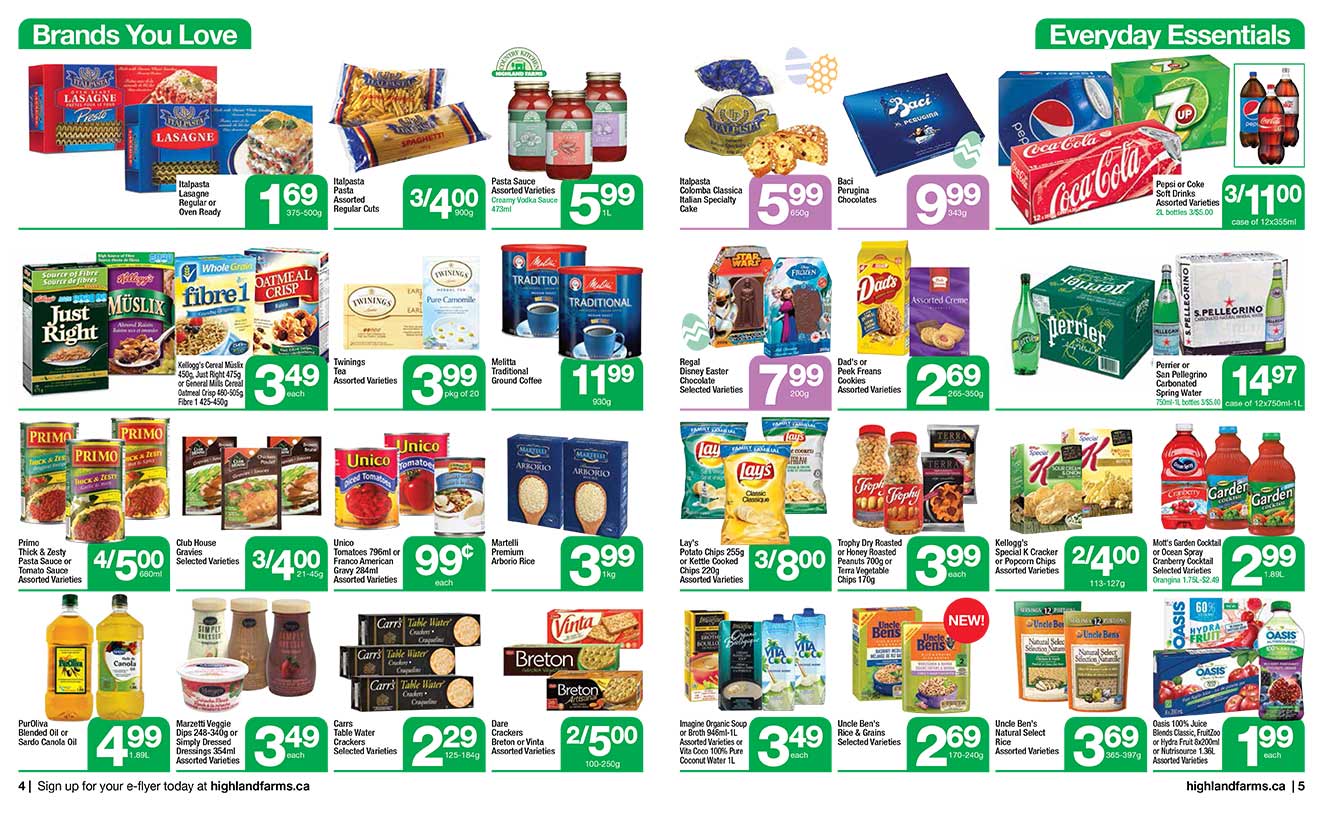 Brands You Love
Everyday Essentials
Italpasta
Lasagne
Regular or
Oven Ready
1.69
375-500g
Italpasta
Pasta
Assorted
Regular Cuts
3/4.00
900g
Pasta Sauce
Assorted Varieties
Creamy Vodka Sauce
473ml
5.99
1L
Kellogg's Cereal Müslix
450g, Just Right 475g
or General Mills Cereal
Oatmeal Crisp 460-505g
Fibre 1 425-450g
3.49
each
Twinings
Tea
Assorted Varieties
3.99
pkg of 20
Melitta
Traditional
Ground Coffee
11.99
930g
Primo
Thick & Zesty
Pasta Sauce or
Tomato Sauce
Assorted Varieties
4/5.00
680ml
Club House
Gravies
Selected Varieties
3/4.00
21-45g
Unico
Tomatoes 796ml or
Franco American
Gravy 284ml
Assorted Varieties
99¢
each
Martelli
Premium
Arborio Rice
3.99
1kg
PurOliva
Blended Oil or
Sardo Canola Oil
4.99
1.89L
Marzetti Veggie
Dips 248-340g or
Simply Dressed
Dressings 354ml
Assorted Varieties
3.49
each
Carrs
Table Water
Crackers
Selected Varieties
2.29
125-184g
Dare
Crackers
Breton or Vinta
Assorted Varieties
2/5.00
100-250g
4 | Sign up for your e-flyer today at highlandfarms.ca
Italpasta
Colomba Classica
Italian Specialty
Cake
5.99
650g
Baci
Perugina
Chocolates
9.99
343g
Pepsi or Coke
Soft Drinks
Assorted Varieties
2L bottles 3/$5.00
3/11.00
case of 12x355ml
Regal
Disney Easter
Chocolate
Selected Varieties
7.99
200g
Dad's or
Peek Freans
Cookies
Assorted Varieties
2.69
265-350g
Perrier or
San Pellegrino
Carbonated
Spring Water
750ml-1L bottles 3/$5.00
14.97
case of 12x750ml-1L
Lay's
Potato Chips 255g
or Kettle Cooked
Chips 220g
Assorted Varieties
3/8.00
Trophy Dry Roasted
or Honey Roasted
Peanuts 700g or
Terra Vegetable
Chips 170g
3.99
each
Kellogg's
Special K Cracker
or Popcorn Chips
Assorted Varieties
2/4.00
113-127g
Mott's Garden Cocktail
or Ocean Spray
Cranberry Cocktail
Selected Varieties
Orangina 1.75L-$2.49
2.99
1.89L
Imagine Organic Soup
or Broth 948ml-1L
Assorted Varieties or
Vita Coco 100% Pure
Coconut Water 1L
3.49
each
NEW!
Uncle Ben's
Rice & Grains
Selected Varieties
2.69
170-240g
Uncle Ben's
Natural Select
Rice
Assorted Varieties
3.69
365-397g
Oasis 100% Juice
Blends Classic, FruitZoo
or Hydra Fruit 8x200ml
or Nutrisource 1.36L
Assorted Varieties
1.99
each
highlandfarms.ca | 5